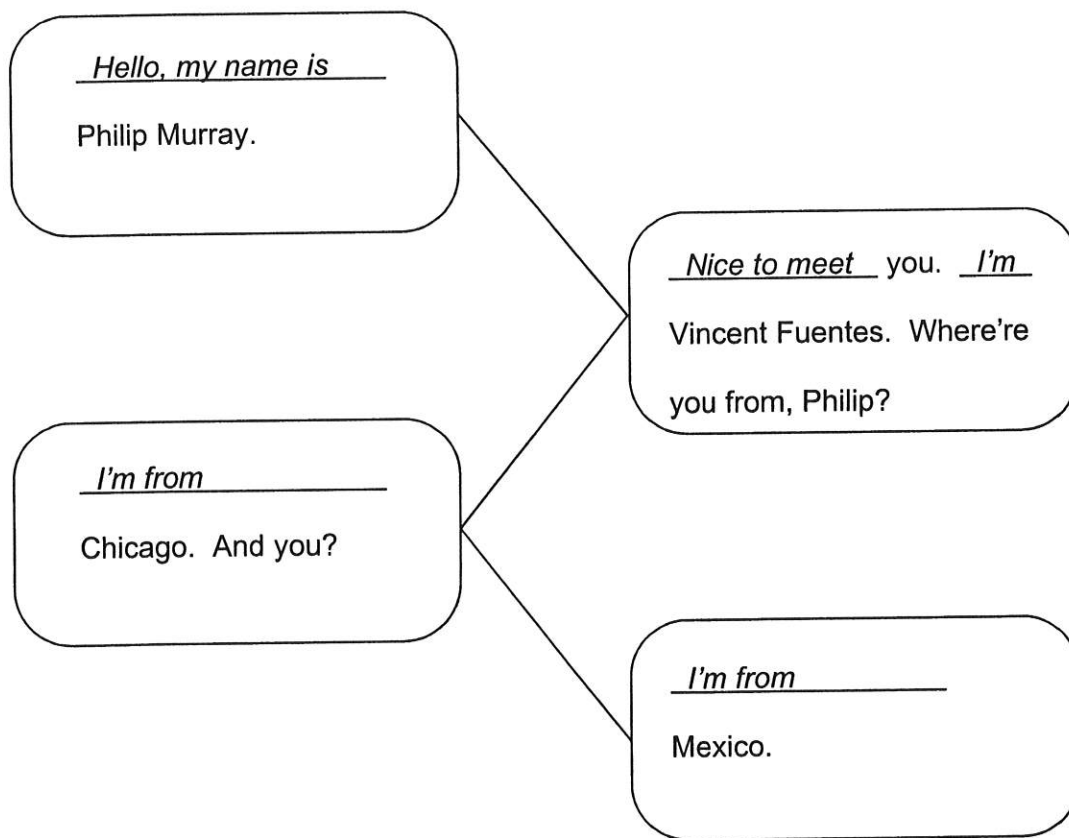 Hello, my name is
Philip Murray.
Nice to meet you. I'm
Vincent Fuentes. Where're
you from, Philip?
I'm from
Chicago. And you?
I'm from
Mexico.